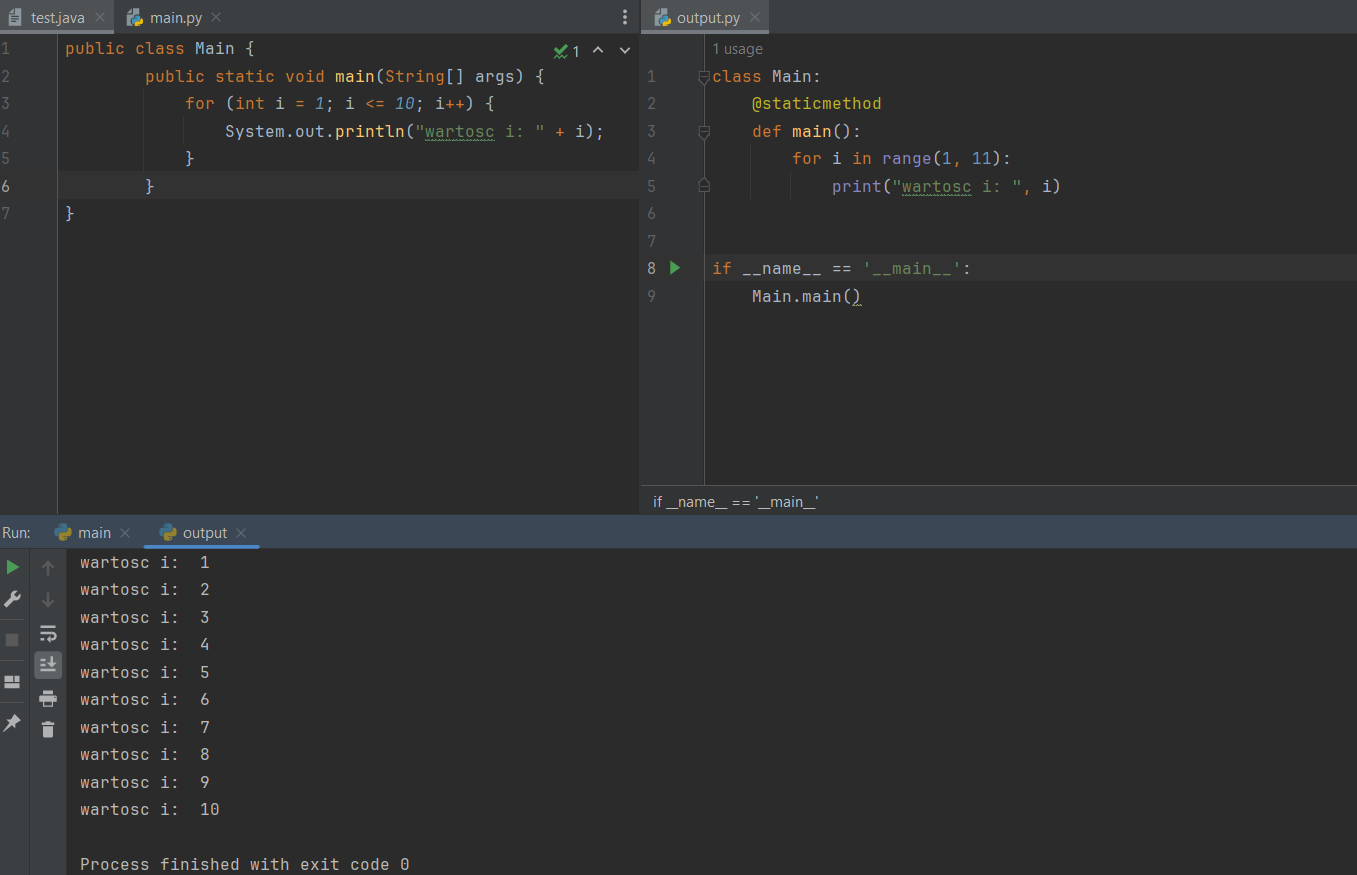 test.java main.py
1 public class Main { 1
2 public static void main(String[] args) {
3 for (int i = 1; i <= 10; i++) {
4 System.out.println("wartosc i: " + i);
5 }
6 }
7 }
output.py
1 usage
1 class Main:
2 @staticmethod
3 def main():
4 for i in range(1, 11):
5 print("wartosc i: ", i)
6
7
8 if __name__ == '__main__':
9 Main.main()
if __name__ == '__main__'
Run: main output
wartosc i:  1
wartosc i:  2
wartosc i:  3
wartosc i:  4
wartosc i:  5
wartosc i:  6
wartosc i:  7
wartosc i:  8
wartosc i:  9
wartosc i:  10
Process finished with exit code 0